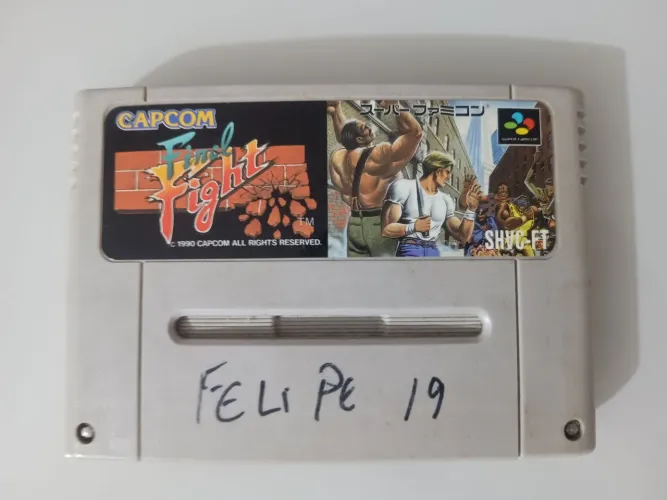 CAPCOM
Final
Fight
TM
© 1990 CAPCOM ALL RIGHTS RESERVED.
スーパーファミコン
SHVC-FT
FELiPE 19